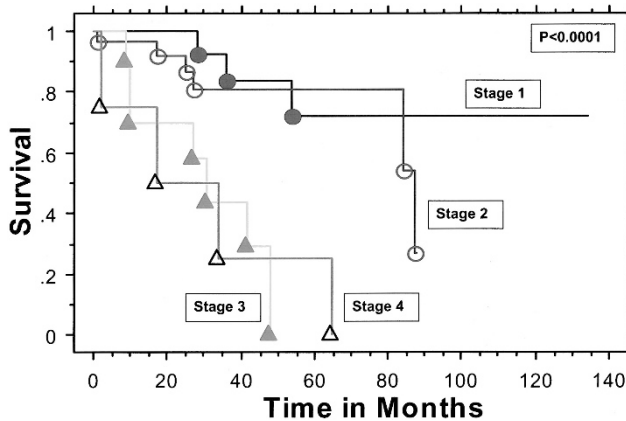 P<0.0001
Stage 1
Stage 2
Stage 3
Stage 4
Survival
1
.8
.6
.4
.2
0
0 20 40 60 80 100 120 140
Time in Months